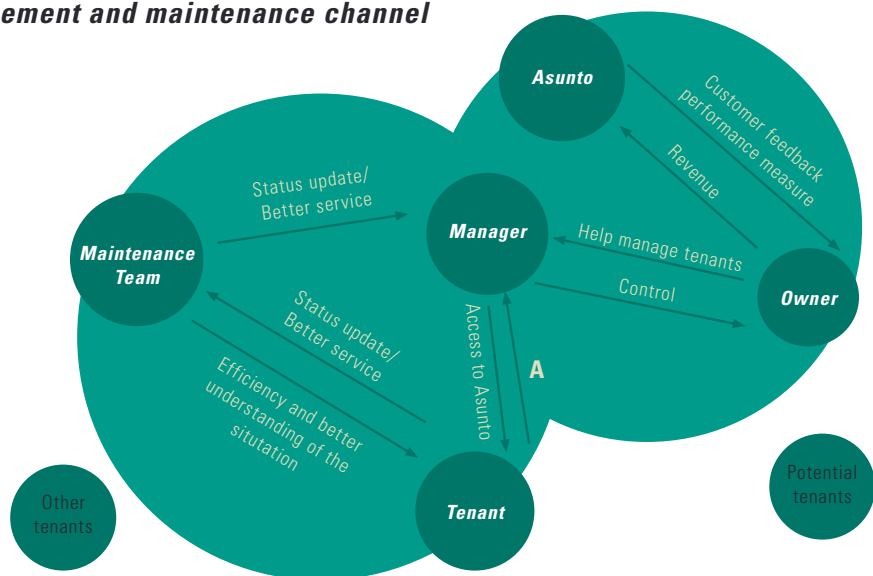 ement and maintenance channel
Asunto
Customer feedback
performance measure
Revenue
Status update/
Better service
Manager
Help manage tenants
Control
Owner
Maintenance
Team
Status update/
Better service
Efficiency and better
understanding of the
situtation
Access to Asunto
A
Tenant
Other
tenants
Potential
tenants